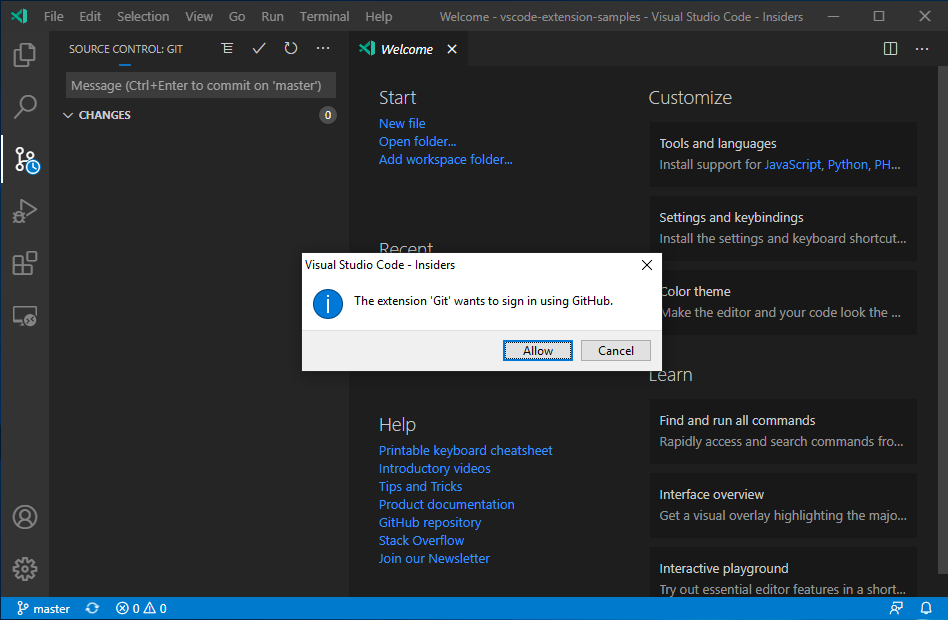 File Edit Selection View Go Run Terminal Help Welcome - vscode-extension-samples - Visual Studio Code - Insiders
SOURCE CONTROL: GIT
Message (Ctrl+Enter to commit on 'master')
CHANGES 0
Welcome
Start
New file
Open folder...
Add workspace folder...
Recent
Visual Studio Code - Insiders
The extension 'Git' wants to sign in using GitHub.
Allow Cancel
Help
Printable keyboard cheatsheet
Introductory videos
Tips and Tricks
Product documentation
GitHub repository
Stack Overflow
Join our Newsletter
Customize
Tools and languages
Install support for JavaScript, Python, PH...
Settings and keybindings
Install the settings and keyboard shortcut...
Color theme
Make the editor and your code look the ...
Learn
Find and run all commands
Rapidly access and search commands fro...
Interface overview
Get a visual overlay highlighting the majo...
Interactive playground
Try out essential editor features in a short...
master 0 0